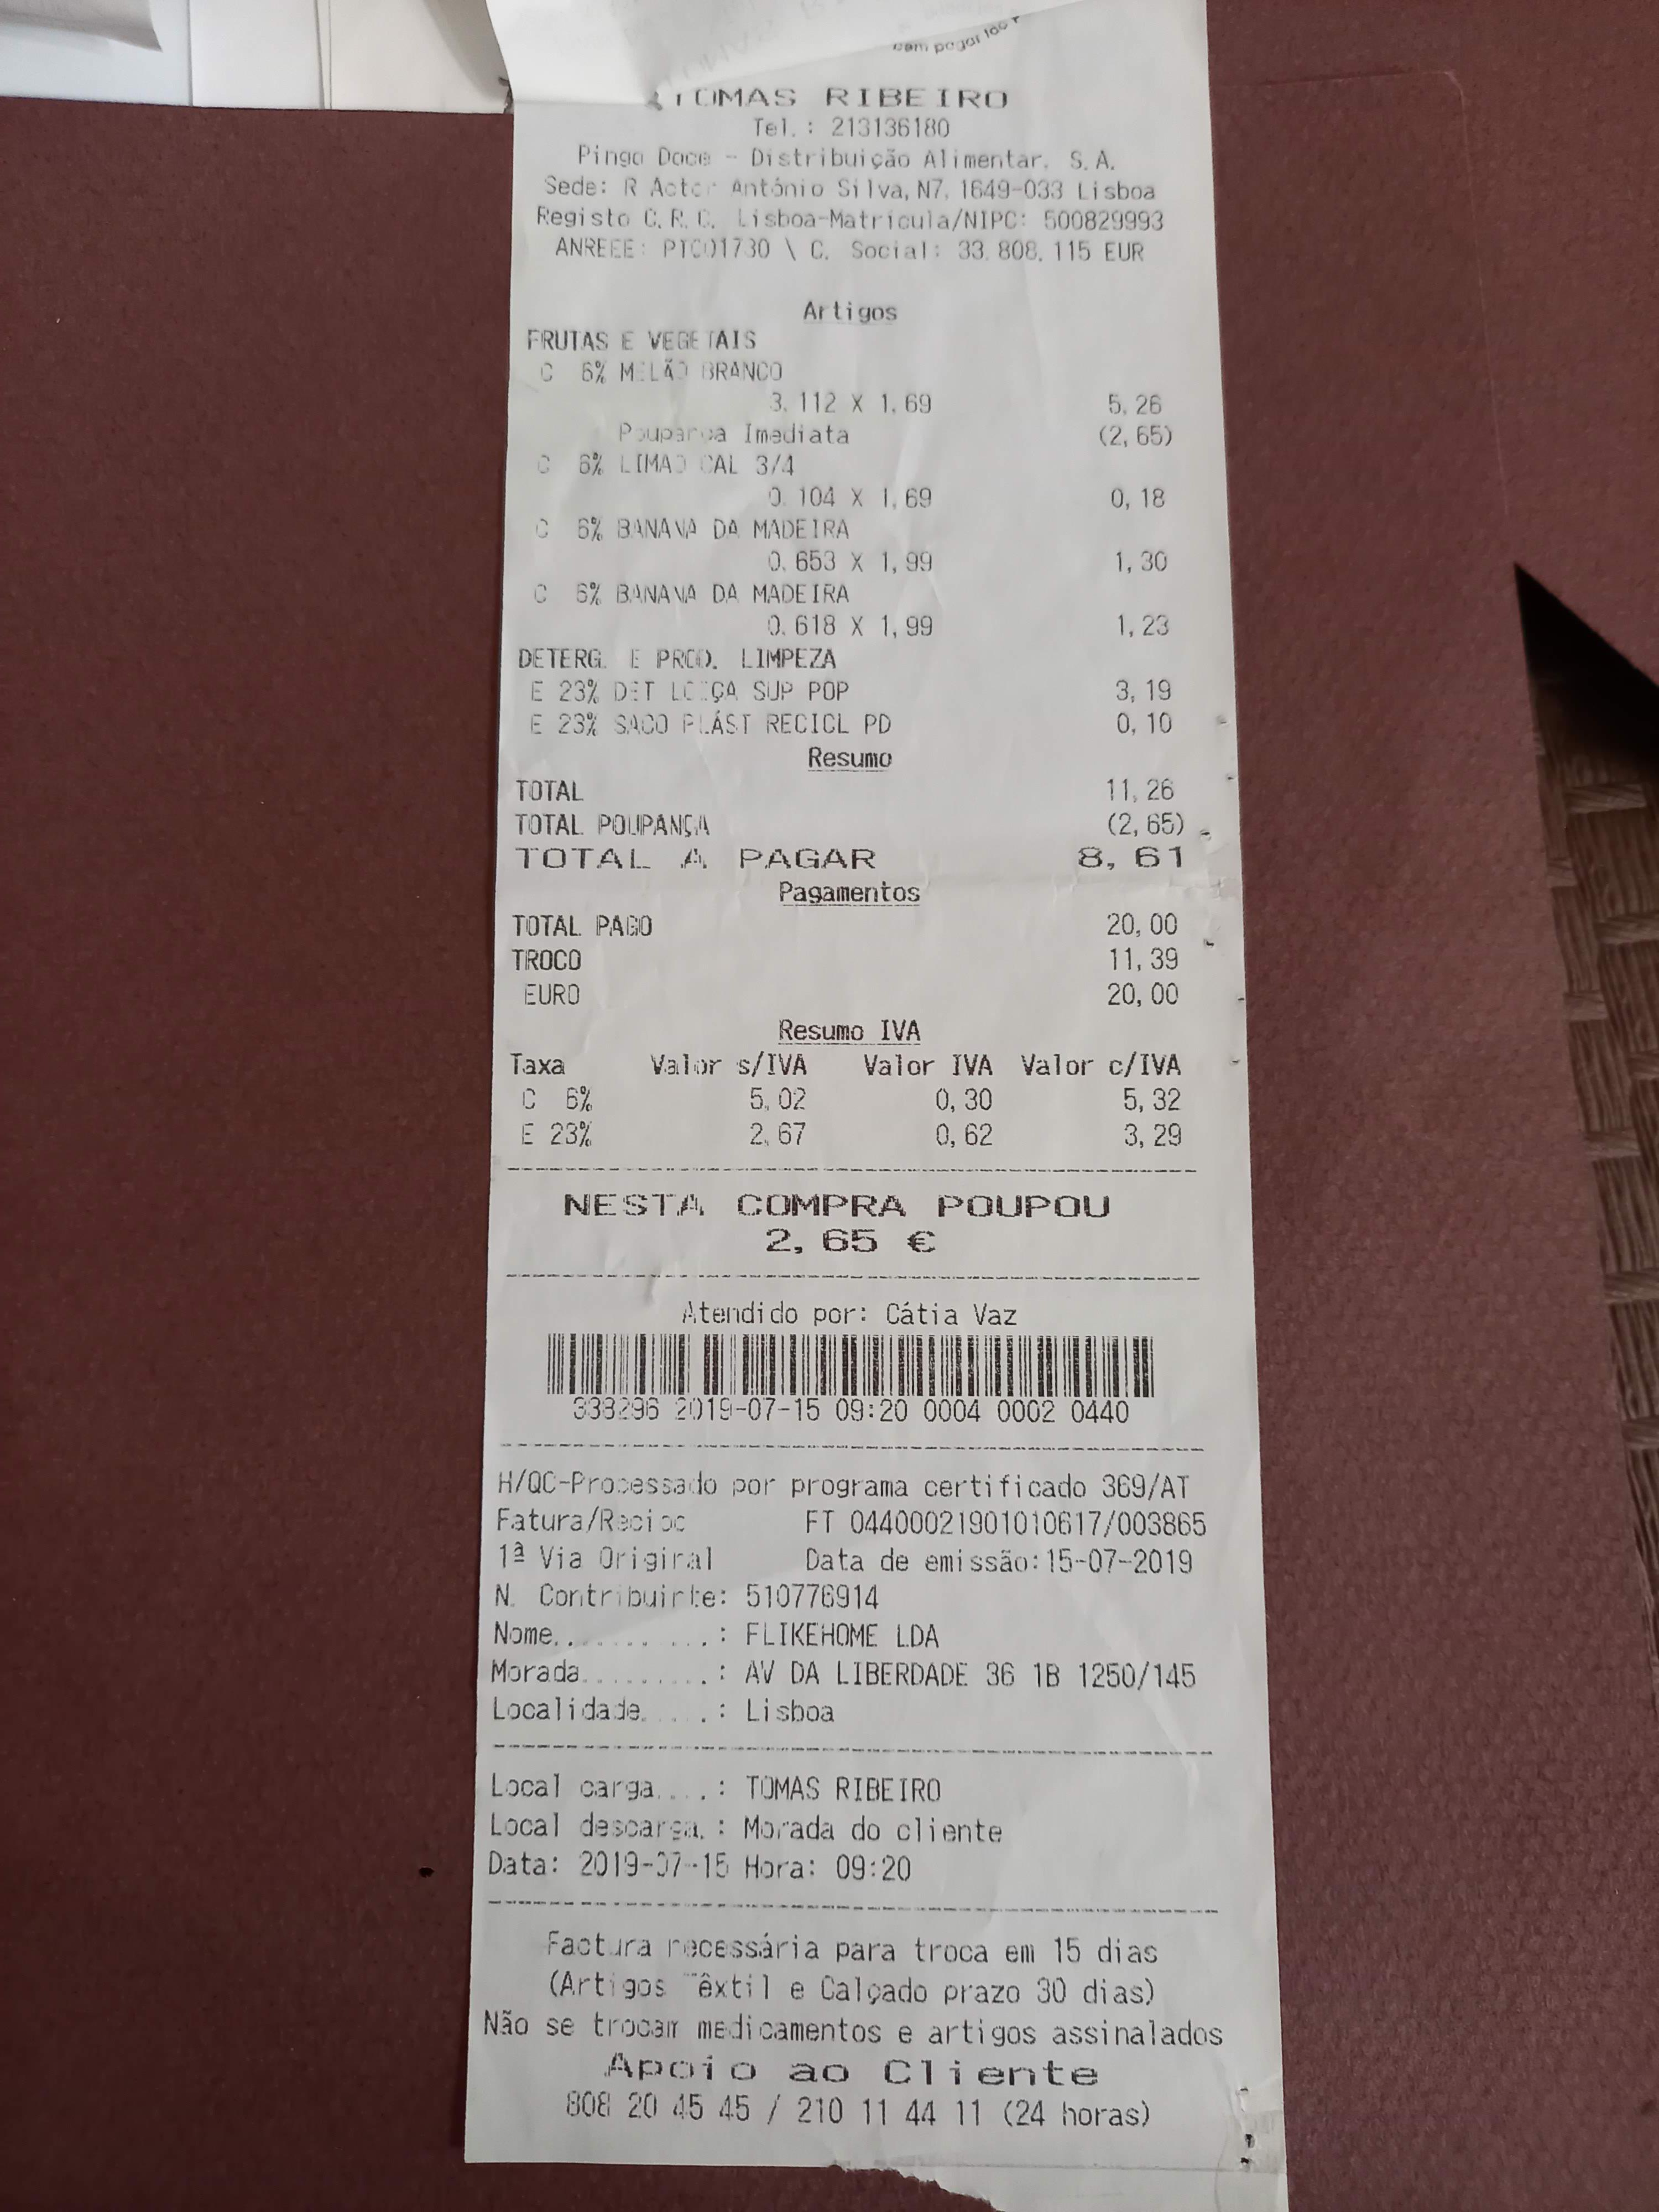 sem pagar
TOMAS RIBEIRO
Tel.: 213136180
Pingo Doce - Distribuição Alimentar, S.A.
Sede: R Actor António Silva, N7, 1649-033 Lisboa
Registo C.R.C. Lisboa-Matrícula/NIPC: 500829993
ANREEE: PT001730 \ C. Social: 33.808.115 EUR
Artigos
FRUTAS E VEGETAIS
C 6% MELÃO BRANCO
3,112 X 1,69 5,26
Poupança Imediata (2,65)
C 6% LIMAO CAL 3/4
0,104 X 1,69 0,18
C 6% BANANA DA MADEIRA
0,653 X 1,99 1,30
C 6% BANANA DA MADEIRA
0,618 X 1,99 1,23
DETERG. E PROD. LIMPEZA
E 23% DET LOIÇA SUP POP 3,19
E 23% SACO PLÁST RECICL PD 0,10
Resumo
TOTAL 11,26
TOTAL POUPANÇA (2,65)
TOTAL A PAGAR 8,61
Pagamentos
TOTAL PAGO 20,00
TROCO 11,39
EURO 20,00
Resumo IVA
Taxa Valor s/IVA Valor IVA Valor c/IVA
C 6% 5,02 0,30 5,32
E 23% 2,67 0,62 3,29
NESTA COMPRA POUPOU
2,65 €
Atendido por: Cátia Vaz
338296 2019-07-15 09:20 0004 0002 0440
H/QC-Processado por programa certificado 369/AT
Fatura/Recibo FT 04400021901010617/003865
1ª Via Original Data de emissão:15-07-2019
N. Contribuinte: 510776914
Nome...........: FLIKEHOME LDA
Morada.........: AV DA LIBERDADE 36 1B 1250/145
Localidade.....: Lisboa
Local carga....: TOMAS RIBEIRO
Local descarga.: Morada do cliente
Data: 2019-07-15 Hora: 09:20
Factura necessária para troca em 15 dias
(Artigos Têxtil e Calçado prazo 30 dias)
Não se trocam medicamentos e artigos assinalados
Apoio ao Cliente
808 20 45 45 / 210 11 44 11 (24 horas)